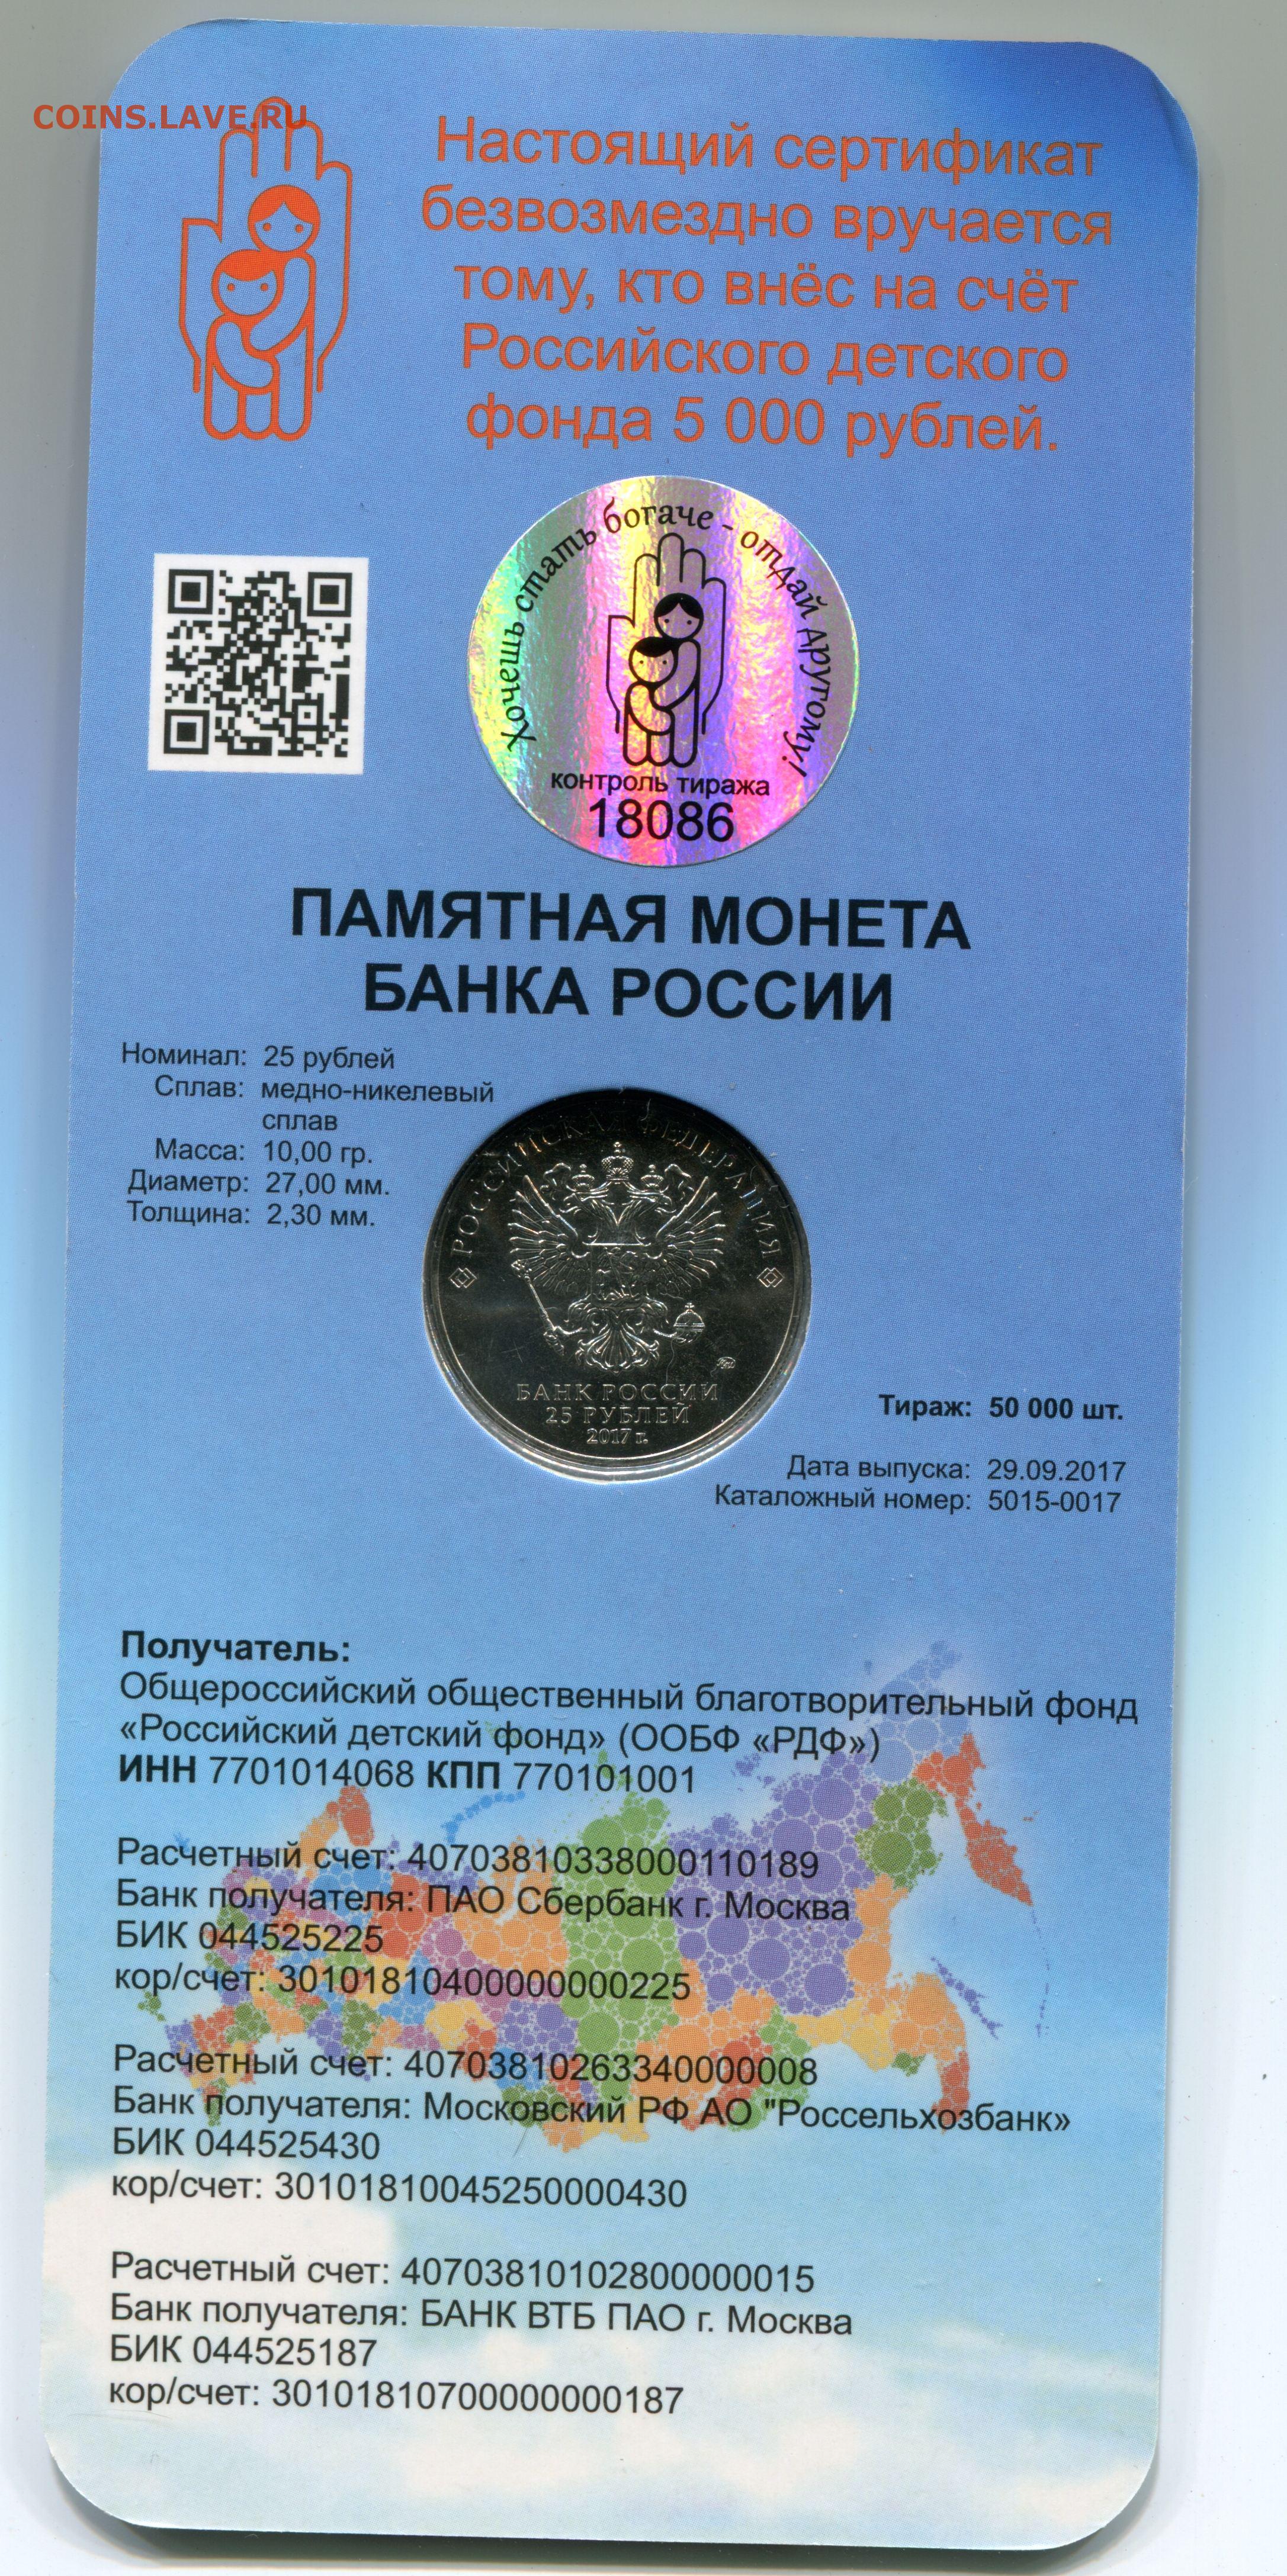 COINS.LAVE.RU
Настоящий сертификат
безвозмездно вручается
тому, кто внёс на счёт
Российского детского
фонда 5 000 рублей.
Хочешь стать богаче - отдай другому!
контроль тиража
18086
ПАМЯТНАЯ МОНЕТА
БАНКА РОССИИ
Номинал: 25 рублей
Сплав: медно-никелевый
сплав
Масса: 10,00 гр.
Диаметр: 27,00 мм.
Толщина: 2,30 мм.
РОССИЙСКАЯ ФЕДЕРАЦИЯ
БАНК РОССИИ
25 РУБЛЕЙ
2017 г.
Тираж: 50 000 шт.
Дата выпуска: 29.09.2017
Каталожный номер: 5015-0017
Получатель:
Общероссийский общественный благотворительный фонд
«Российский детский фонд» (ООБФ «РДФ»)
ИНН 7701014068 КПП 770101001
Расчетный счет: 40703810338000110189
Банк получателя: ПАО Сбербанк г. Москва
БИК 044525225
кор/счет: 30101810400000000225
Расчетный счет: 40703810263340000008
Банк получателя: Московский РФ АО "Россельхозбанк»
БИК 044525430
кор/счет: 30101810045250000430
Расчетный счет: 40703810102800000015
Банк получателя: БАНК ВТБ ПАО г. Москва
БИК 044525187
кор/счет: 30101810700000000187